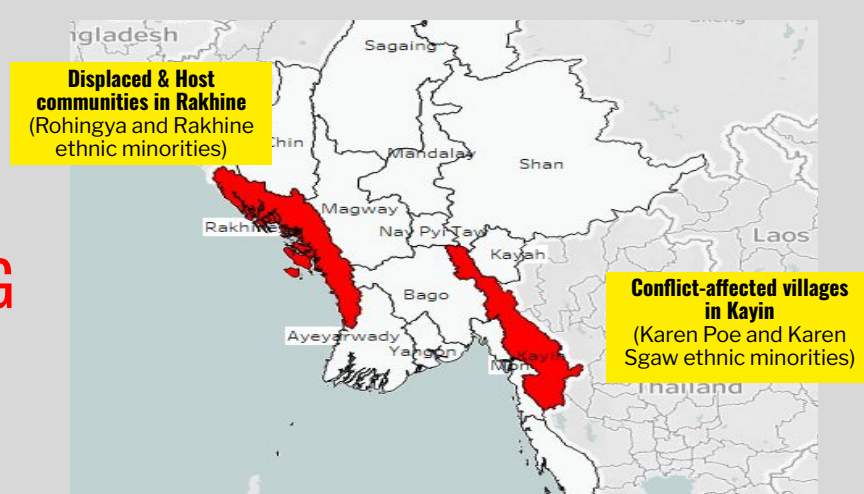 Displaced & Host
communities in Rakhine
(Rohingya and Rakhine
ethnic minorities)
Sagaing
Mandalay
Shan
Magway
Rakhine
Nay Pyi Taw
Kayah
Laos
Bago
Conflict-affected villages
in Kayin
(Karen Poe and Karen
Sgaw ethnic minorities)
G
Ayeyarwady
Yangon
Kayin
Mon
Thailand